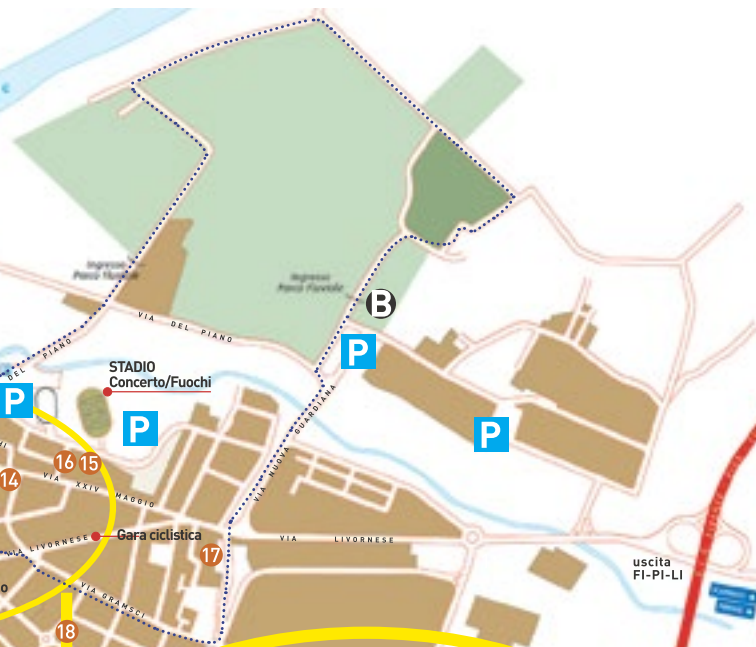 Ingresso
Parco Fluviale
Ingresso
Parco Fluviale
B
VIA DEL PIANO
P
DEL PIANO
STADIO
Concerto/Fuochi
P
P
P
VIA NUOVA GUARDIANA
16
15
14
VIA XXIV MAGGIO
Gara ciclistica
VIA LIVORNESE
17
VIA LIVORNESE
uscita
FI-PI-LI
o
VIA GRAMSCI
18